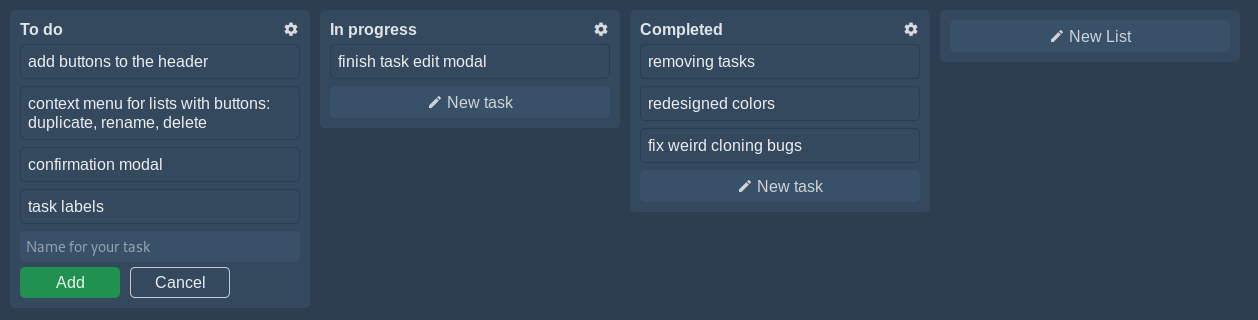 To do
add buttons to the header
context menu for lists with buttons:
duplicate, rename, delete
confirmation modal
task labels
Name for your task
Add
Cancel
In progress
finish task edit modal
New task
Completed
removing tasks
redesigned colors
fix weird cloning bugs
New task
New List